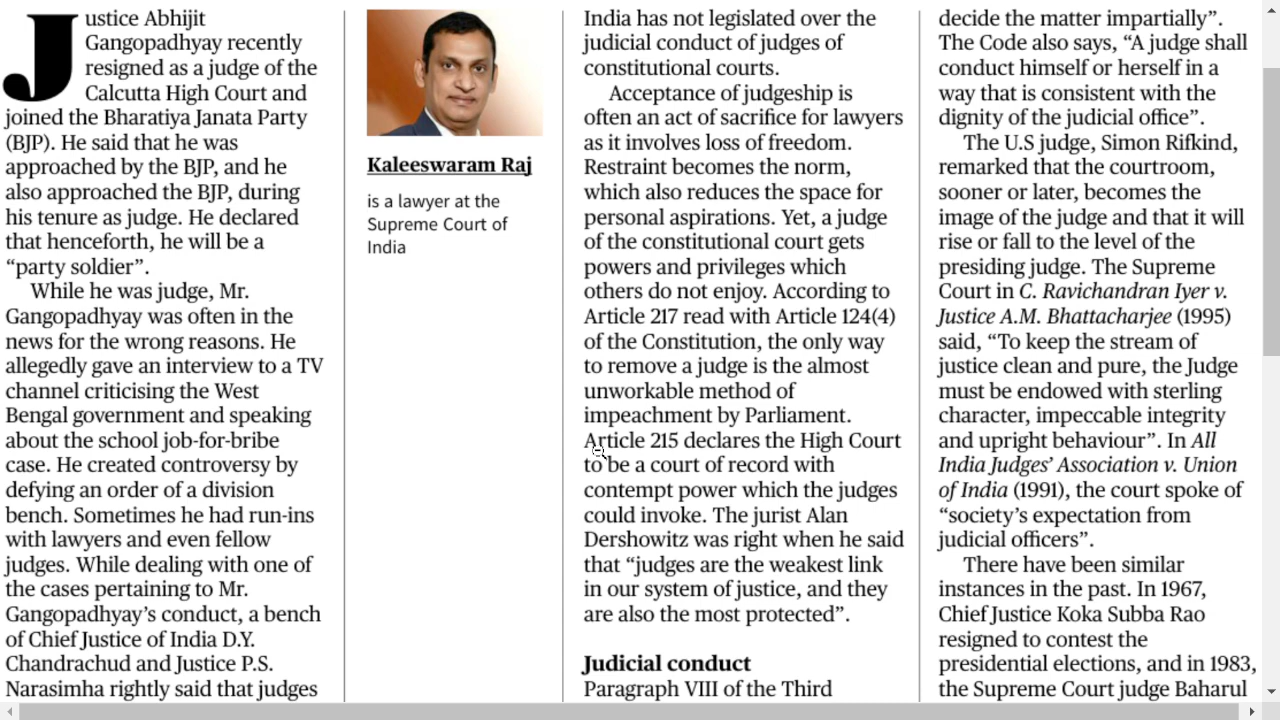 Justice Abhijit
Gangopadhyay recently
resigned as a judge of the
Calcutta High Court and
joined the Bharatiya Janata Party
(BJP). He said that he was
approached by the BJP, and he
also approached the BJP, during
his tenure as judge. He declared
that henceforth, he will be a
“party soldier”.
While he was judge, Mr.
Gangopadhyay was often in the
news for the wrong reasons. He
allegedly gave an interview to a TV
channel criticising the West
Bengal government and speaking
about the school job-for-bribe
case. He created controversy by
defying an order of a division
bench. Sometimes he had run-ins
with lawyers and even fellow
judges. While dealing with one of
the cases pertaining to Mr.
Gangopadhyay’s conduct, a bench
of Chief Justice of India D.Y.
Chandrachud and Justice P.S.
Narasimha rightly said that judges
Kaleeswaram Raj
is a lawyer at the
Supreme Court of
India
India has not legislated over the
judicial conduct of judges of
constitutional courts.
Acceptance of judgeship is
often an act of sacrifice for lawyers
as it involves loss of freedom.
Restraint becomes the norm,
which also reduces the space for
personal aspirations. Yet, a judge
of the constitutional court gets
powers and privileges which
others do not enjoy. According to
Article 217 read with Article 124(4)
of the Constitution, the only way
to remove a judge is the almost
unworkable method of
impeachment by Parliament.
Article 215 declares the High Court
to be a court of record with
contempt power which the judges
could invoke. The jurist Alan
Dershowitz was right when he said
that “judges are the weakest link
in our system of justice, and they
are also the most protected”.
Judicial conduct
Paragraph VIII of the Third
decide the matter impartially”.
The Code also says, “A judge shall
conduct himself or herself in a
way that is consistent with the
dignity of the judicial office”.
The U.S judge, Simon Rifkind,
remarked that the courtroom,
sooner or later, becomes the
image of the judge and that it will
rise or fall to the level of the
presiding judge. The Supreme
Court in C. Ravichandran Iyer v.
Justice A.M. Bhattacharjee (1995)
said, “To keep the stream of
justice clean and pure, the Judge
must be endowed with sterling
character, impeccable integrity
and upright behaviour”. In All
India Judges’ Association v. Union
of India (1991), the court spoke of
“society’s expectation from
judicial officers”.
There have been similar
instances in the past. In 1967,
Chief Justice Koka Subba Rao
resigned to contest the
presidential elections, and in 1983,
the Supreme Court judge Baharul